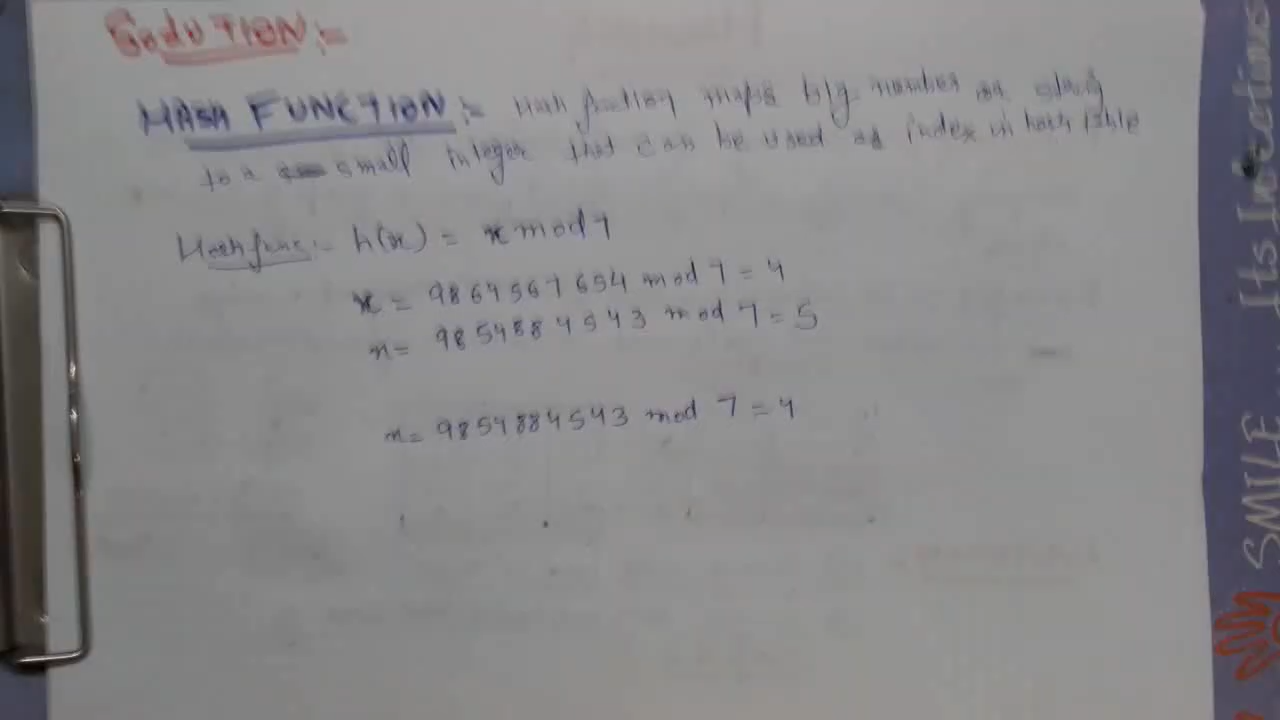 SOLUTION:-
HASH FUNCTION:- Hash function maps big number or string
to a small integer that can be used as index in hash table
Hash func:- h(x) = x mod 7
x = 9864567654 mod 7 = 4
x = 9854884543 mod 7 = 5
x = 9854884543 mod 7 = 4
SMILE Its Infectious